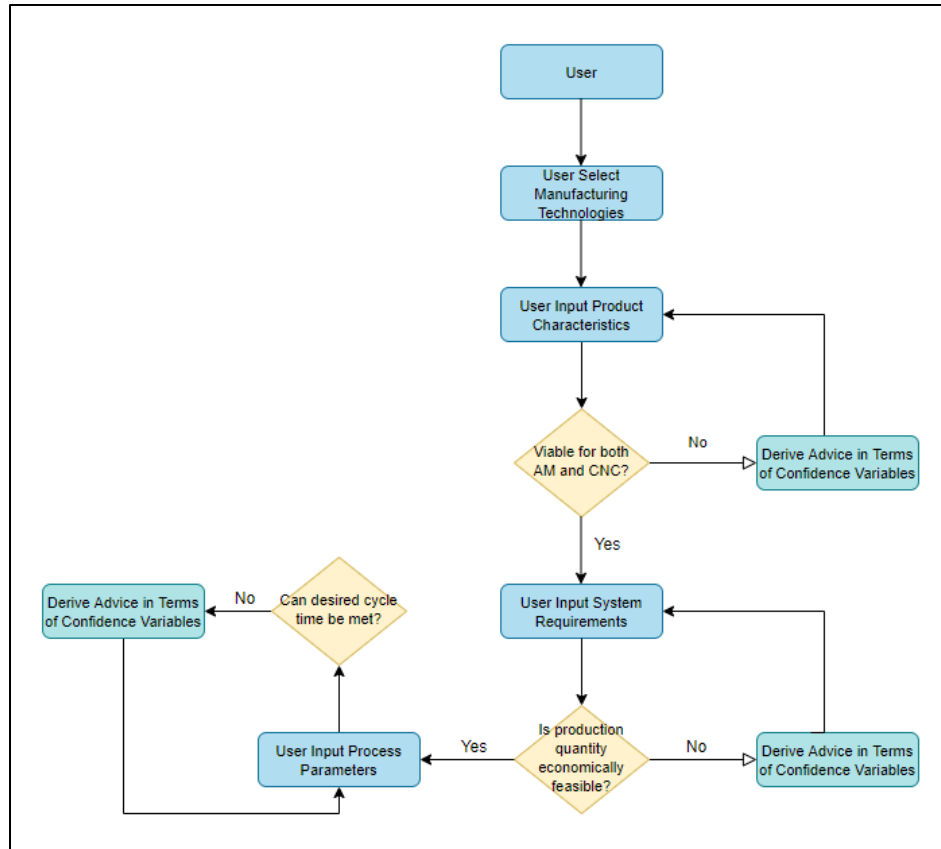 User
User Select
Manufacturing
Technologies
User Input Product
Characteristics
Viable for both
AM and CNC?
No
Derive Advice in Terms
of Confidence Variables
Yes
User Input System
Requirements
Is production
quantity
economically
feasible?
No
Derive Advice in Terms
of Confidence Variables
Yes
User Input Process
Parameters
Can desired cycle
time be met?
No
Derive Advice in Terms
of Confidence Variables